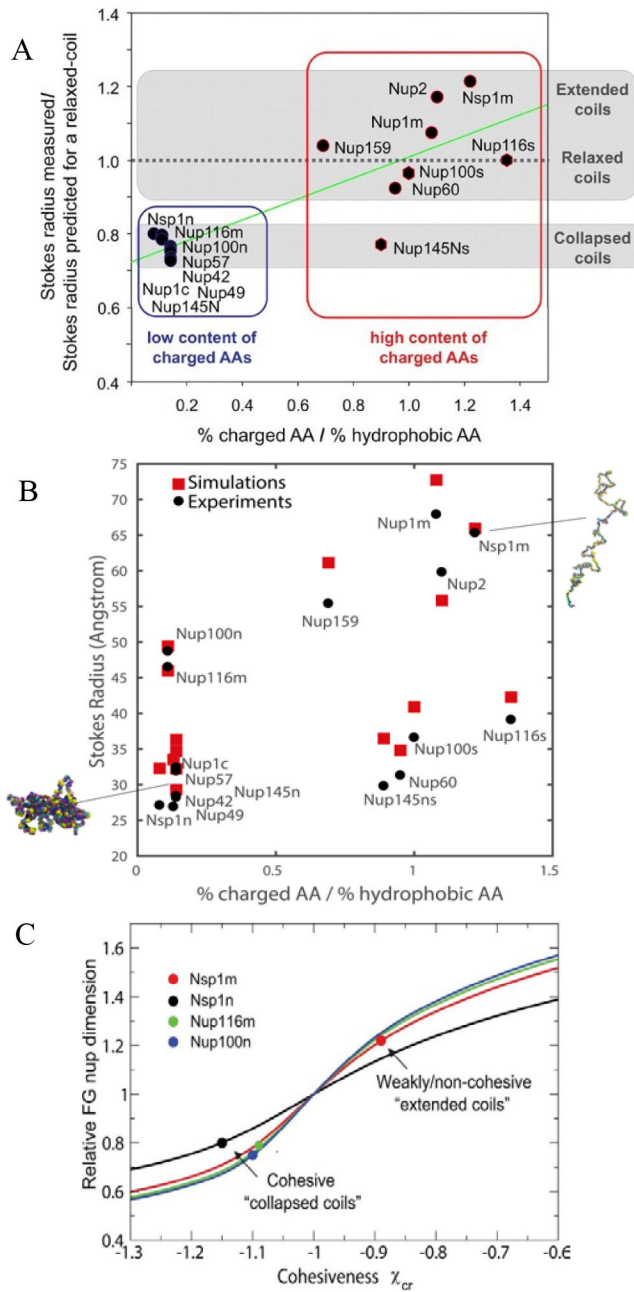 A
Stokes radius measured/
Stokes radius predicted for a relaxed-coil
1.4
1.2
1.0
0.8
0.6
0.4
Nup2
Nsp1m
Nup1m
Nup159
Nup116s
Nup100s
Nup60
Nup145Ns
Extended
coils
Relaxed
coils
Collapsed
coils
Nsp1n
Nup116m
Nup100n
Nup57
Nup42
Nup1c Nup49
Nup145N
low content of
charged AAs
high content of
charged AAs
0.2 0.4 0.6 0.8 1.0 1.2 1.4
% charged AA / % hydrophobic AA
B
Stokes Radius (Angstrom)
75
70
65
60
55
50
45
40
35
30
25
20
Simulations
Experiments
Nup1m
Nsp1m
Nup2
Nup159
Nup100n
Nup116m
Nup116s
Nup100s
Nup60
Nup145ns
Nup1c
Nup57
Nup145n
Nup42
Nup49
Nsp1n
0 0.5 1 1.5
% charged AA / % hydrophobic AA
C
Relative FG nup dimension
1.6
1.4
1.2
1
0.8
0.6
0.4
Nsp1m
Nsp1n
Nup116m
Nup100n
Weakly/non-cohesive
"extended coils"
Cohesive
"collapsed coils"
-1.3 -1.2 -1.1 -1 -0.9 -0.8 -0.7 -0.6
Cohesiveness χcr